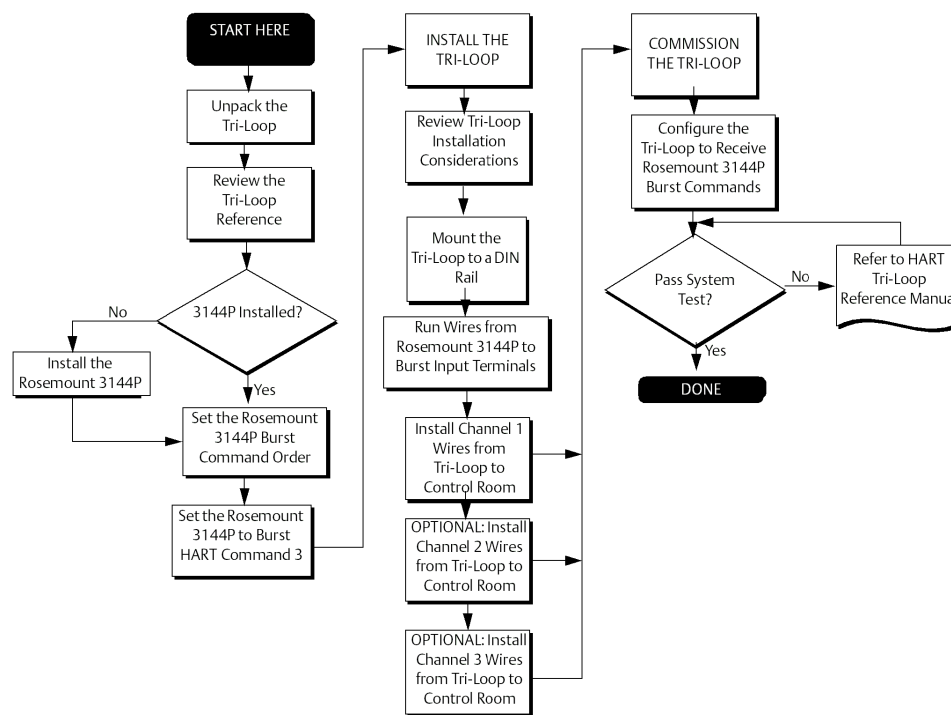 START HERE
Unpack the
Tri-Loop
Review the
Tri-Loop
Reference
3144P Installed?
No
Install the
Rosemount 3144P
Yes
Set the Rosemount
3144P Burst
Command Order
Set the Rosemount
3144P to Burst
HART Command 3
INSTALL THE
TRI-LOOP
Review Tri-Loop
Installation
Considerations
Mount the
Tri-Loop to a DIN
Rail
Run Wires from
Rosemount 3144P to
Burst Input Terminals
Install Channel 1
Wires from
Tri-Loop to
Control Room
OPTIONAL: Install
Channel 2 Wires
from Tri-Loop to
Control Room
OPTIONAL: Install
Channel 3 Wires
from Tri-Loop to
Control Room
COMMISSION
THE TRI-LOOP
Configure the
Tri-Loop to Receive
Rosemount 3144P
Burst Commands
Pass System
Test?
No
Refer to HART
Tri-Loop
Reference Manua
Yes
DONE